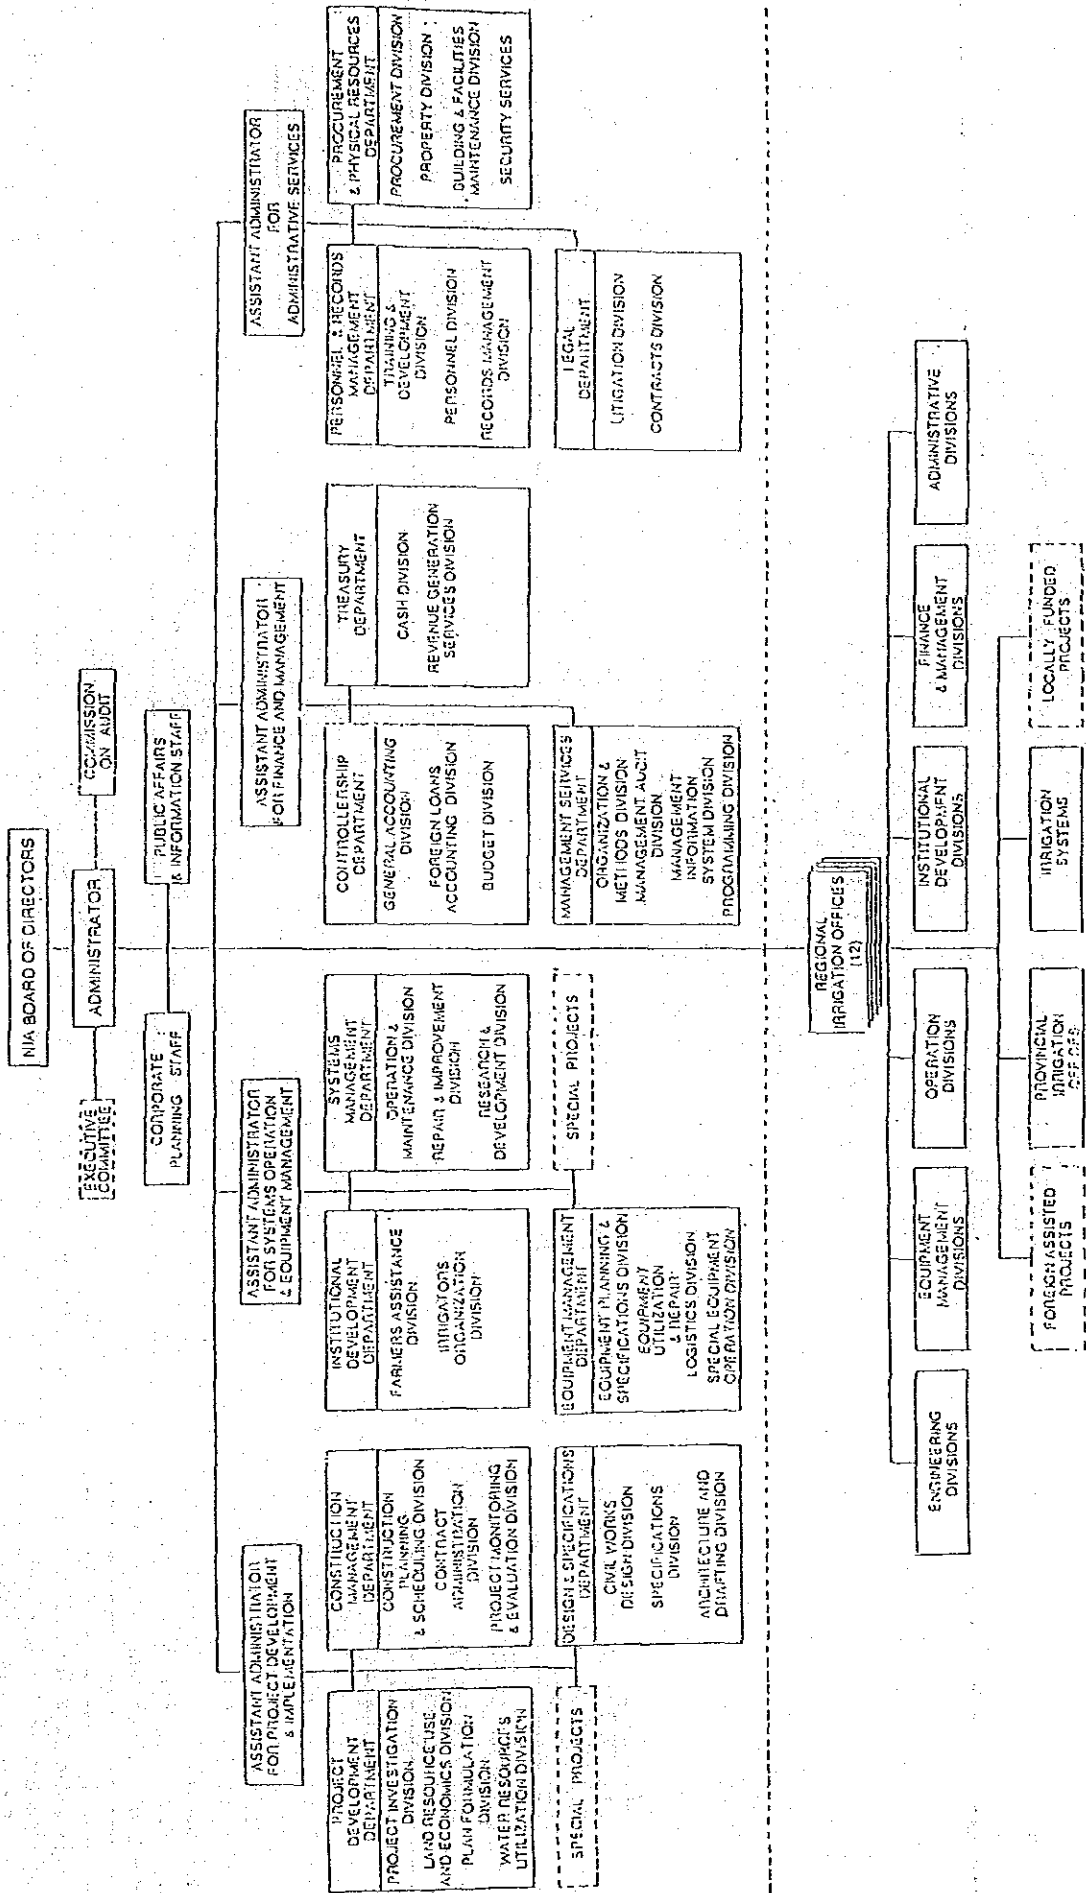 NIA BOARD OF DIRECTORS
EXECUTIVE
COMMITTEE
ADMINISTRATOR
COMMISSION
ON AUDIT
CORPORATE
PLANNING STAFF
PUBLIC AFFAIRS
& INFORMATION STAFF
ASSISTANT ADMINISTRATOR
FOR PROJECT DEVELOPMENT
& IMPLEMENTATION
ASSISTANT ADMINISTRATOR
FOR SYSTEMS OPERATION
& EQUIPMENT MANAGEMENT
ASSISTANT ADMINISTRATOR
FOR FINANCE AND MANAGEMENT
ASSISTANT ADMINISTRATOR
FOR
ADMINISTRATIVE SERVICES
PROJECT
DEVELOPMENT
DEPARTMENT
PROJECT INVESTIGATION
DIVISION
LAND RESOURCE USE
AND ECONOMICS DIVISION
PLAN FORMULATION
DIVISION
WATER RESOURCES
UTILIZATION DIVISION
CONSTRUCTION
MANAGEMENT
DEPARTMENT
CONSTRUCTION
PLANNING
& SCHEDULING DIVISION
CONTRACT
ADMINISTRATION
DIVISION
PROJECT MONITORING
& EVALUATION DIVISION
INSTITUTIONAL
DEVELOPMENT
DEPARTMENT
FARMERS ASSISTANCE
DIVISION
IRRIGATORS
ORGANIZATION
DIVISION
SYSTEMS
MANAGEMENT
DEPARTMENT
OPERATION &
MAINTENANCE DIVISION
REPAIR & IMPROVEMENT
DIVISION
RESEARCH &
DEVELOPMENT DIVISION
CONTROLLERSHIP
DEPARTMENT
GENERAL ACCOUNTING
DIVISION
FOREIGN LOANS
ACCOUNTING DIVISION
BUDGET DIVISION
TREASURY
DEPARTMENT
CASH DIVISION
REVENUE GENERATION
SERVICES DIVISION
PERSONNEL & RECORDS
MANAGEMENT
DEPARTMENT
TRAINING &
DEVELOPMENT
DIVISION
PERSONNEL DIVISION
RECORDS MANAGEMENT
DIVISION
PROCUREMENT
& PHYSICAL RESOURCES
DEPARTMENT
PROCUREMENT DIVISION
PROPERTY DIVISION
BUILDING & FACILITIES
MAINTENANCE DIVISION
SECURITY SERVICES
SPECIAL PROJECTS
DESIGN & SPECIFICATIONS
DEPARTMENT
CIVIL WORKS
DESIGN DIVISION
SPECIFICATIONS
DIVISION
ARCHITECTURE AND
DRAFTING DIVISION
EQUIPMENT MANAGEMENT
DEPARTMENT
EQUIPMENT PLANNING &
SPECIFICATIONS DIVISION
EQUIPMENT
UTILIZATION
& REPAIR
LOGISTICS DIVISION
SPECIAL EQUIPMENT
OPERATION DIVISION
SPECIAL PROJECTS
MANAGEMENT SERVICES
DEPARTMENT
ORGANIZATION &
METHODS DIVISION
MANAGEMENT AUDIT
DIVISION
MANAGEMENT
INFORMATION
SYSTEM DIVISION
PROGRAMMING DIVISION
LEGAL
DEPARTMENT
LITIGATION DIVISION
CONTRACTS DIVISION
REGIONAL
IRRIGATION OFFICES
(12)
ENGINEERING
DIVISIONS
EQUIPMENT
MANAGEMENT
DIVISIONS
OPERATION
DIVISIONS
INSTITUTIONAL
DEVELOPMENT
DIVISIONS
FINANCE
& MANAGEMENT
DIVISIONS
ADMINISTRATIVE
DIVISIONS
FOREIGN ASSISTED
PROJECTS
PROVINCIAL
IRRIGATION
OFFICES
IRRIGATION
SYSTEMS
LOCALLY FUNDED
PROJECTS